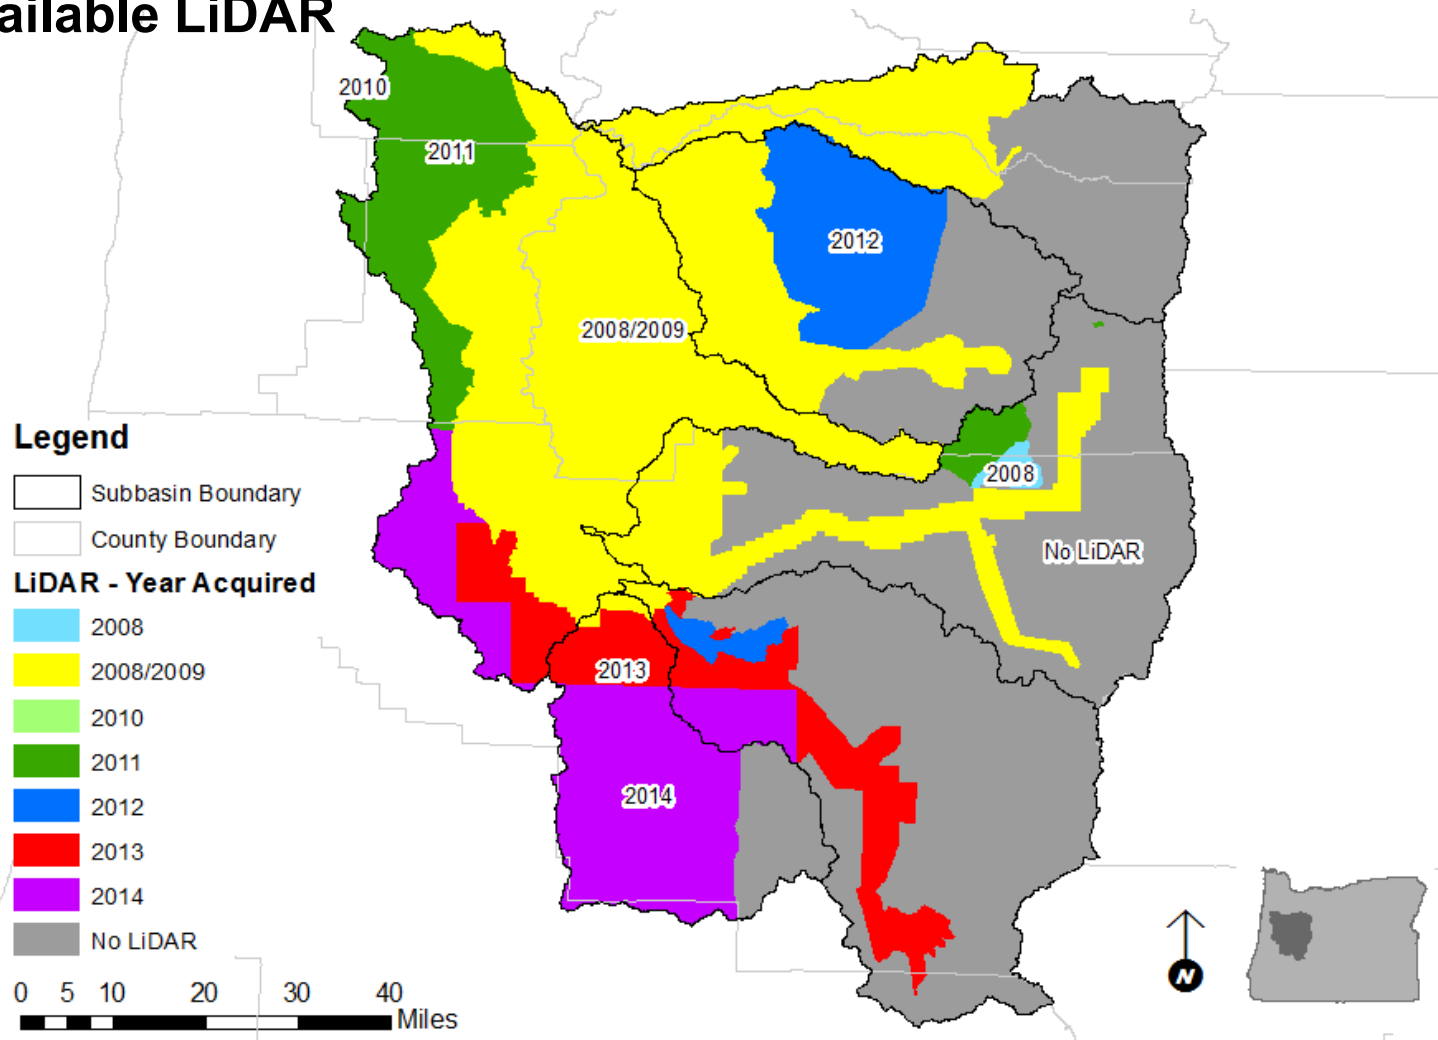 ailable LiDAR
2010
2011
2012
2008/2009
2008
No LiDAR
2013
2014
Legend
Subbasin Boundary
County Boundary
LiDAR - Year Acquired
2008
2008/2009
2010
2011
2012
2013
2014
No LiDAR
0 5 10 20 30 40
Miles
N